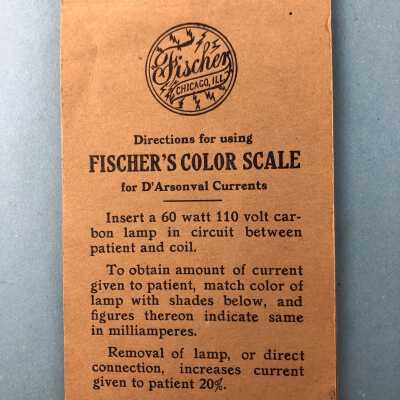 Fischer
CHICAGO, ILL.
Directions for using
FISCHER'S COLOR SCALE
for D'Arsonval Currents
Insert a 60 watt 110 volt car-
bon lamp in circuit between
patient and coil.
To obtain amount of current
given to patient, match color of
lamp with shades below, and
figures thereon indicate same
in milliamperes.
Removal of lamp, or direct
connection, increases current
given to patient 20%.